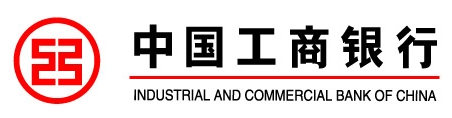 中国工商银行
INDUSTRIAL AND COMMERCIAL BANK OF CHINA